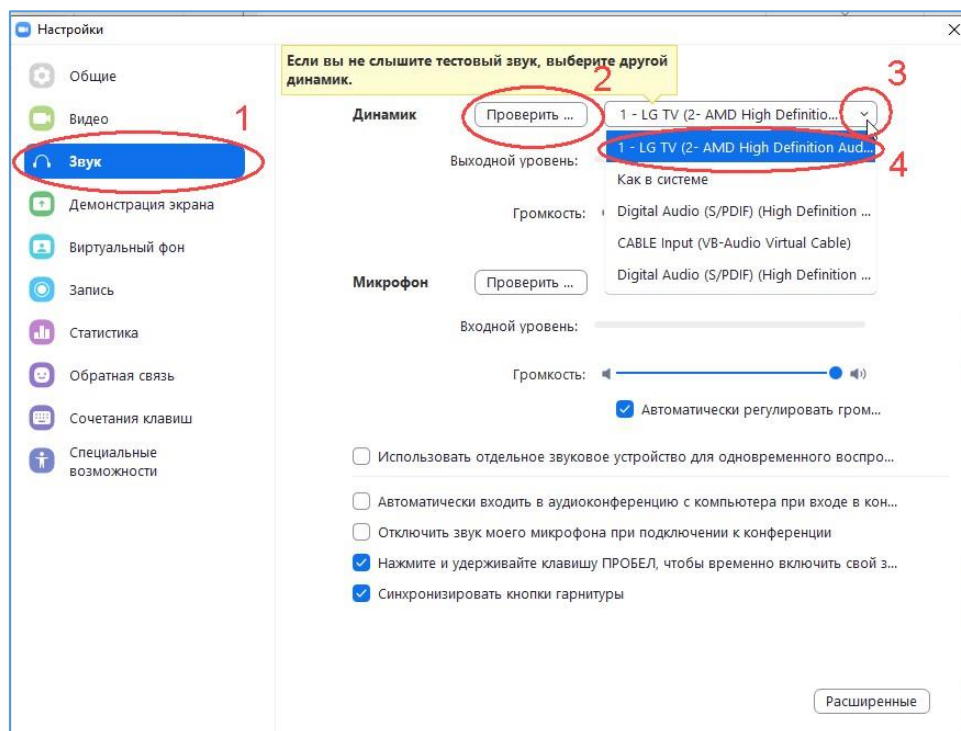 Настройки
Если вы не слышите тестовый звук, выберите другой
динамик.
Общие
Видео
Звук
Демонстрация экрана
Виртуальный фон
Запись
Статистика
Обратная связь
Сочетания клавиш
Специальные
возможности
1
2
3
4
Динамик
Проверить ...
1 - LG TV (2- AMD High Definitio...
1 - LG TV (2- AMD High Definition Aud...
Как в системе
Digital Audio (S/PDIF) (High Definition ...
CABLE Input (VB-Audio Virtual Cable)
Digital Audio (S/PDIF) (High Definition ...
Выходной уровень:
Громкость:
Микрофон
Проверить ...
Входной уровень:
Громкость:
Автоматически регулировать гром...
Использовать отдельное звуковое устройство для одновременного воспро...
Автоматически входить в аудиоконференцию с компьютера при входе в кон...
Отключить звук моего микрофона при подключении к конференции
Нажмите и удерживайте клавишу ПРОБЕЛ, чтобы временно включить свой з...
Синхронизировать кнопки гарнитуры
Расширенные